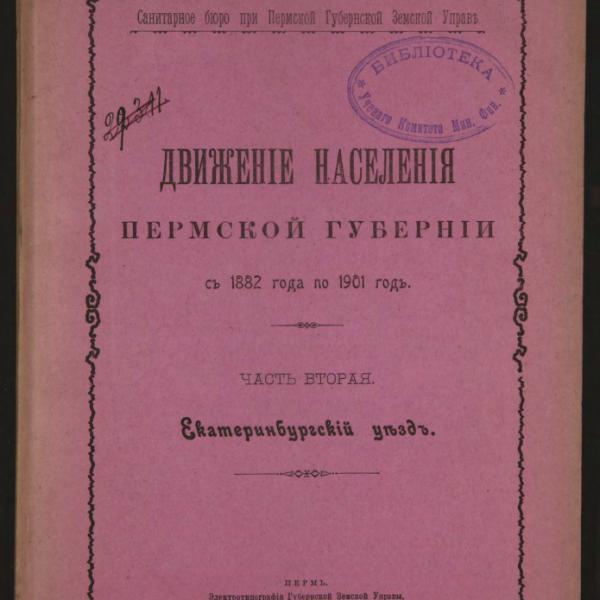 Санитарное бюро при Пермской Губернской Земской Управѣ.
* БИБЛІОТЕКА *
Ученаго Комитета Мин. Фин.
ДВИЖЕНІЕ НАСЕЛЕНІЯ
ПЕРМСКОЙ ГУБЕРНІИ
съ 1882 года по 1901 годъ.
ЧАСТЬ ВТОРАЯ.
Екатеринбургскій уѣздъ.
ПЕРМЬ.
Электротипографія Губернской Земской Управы.